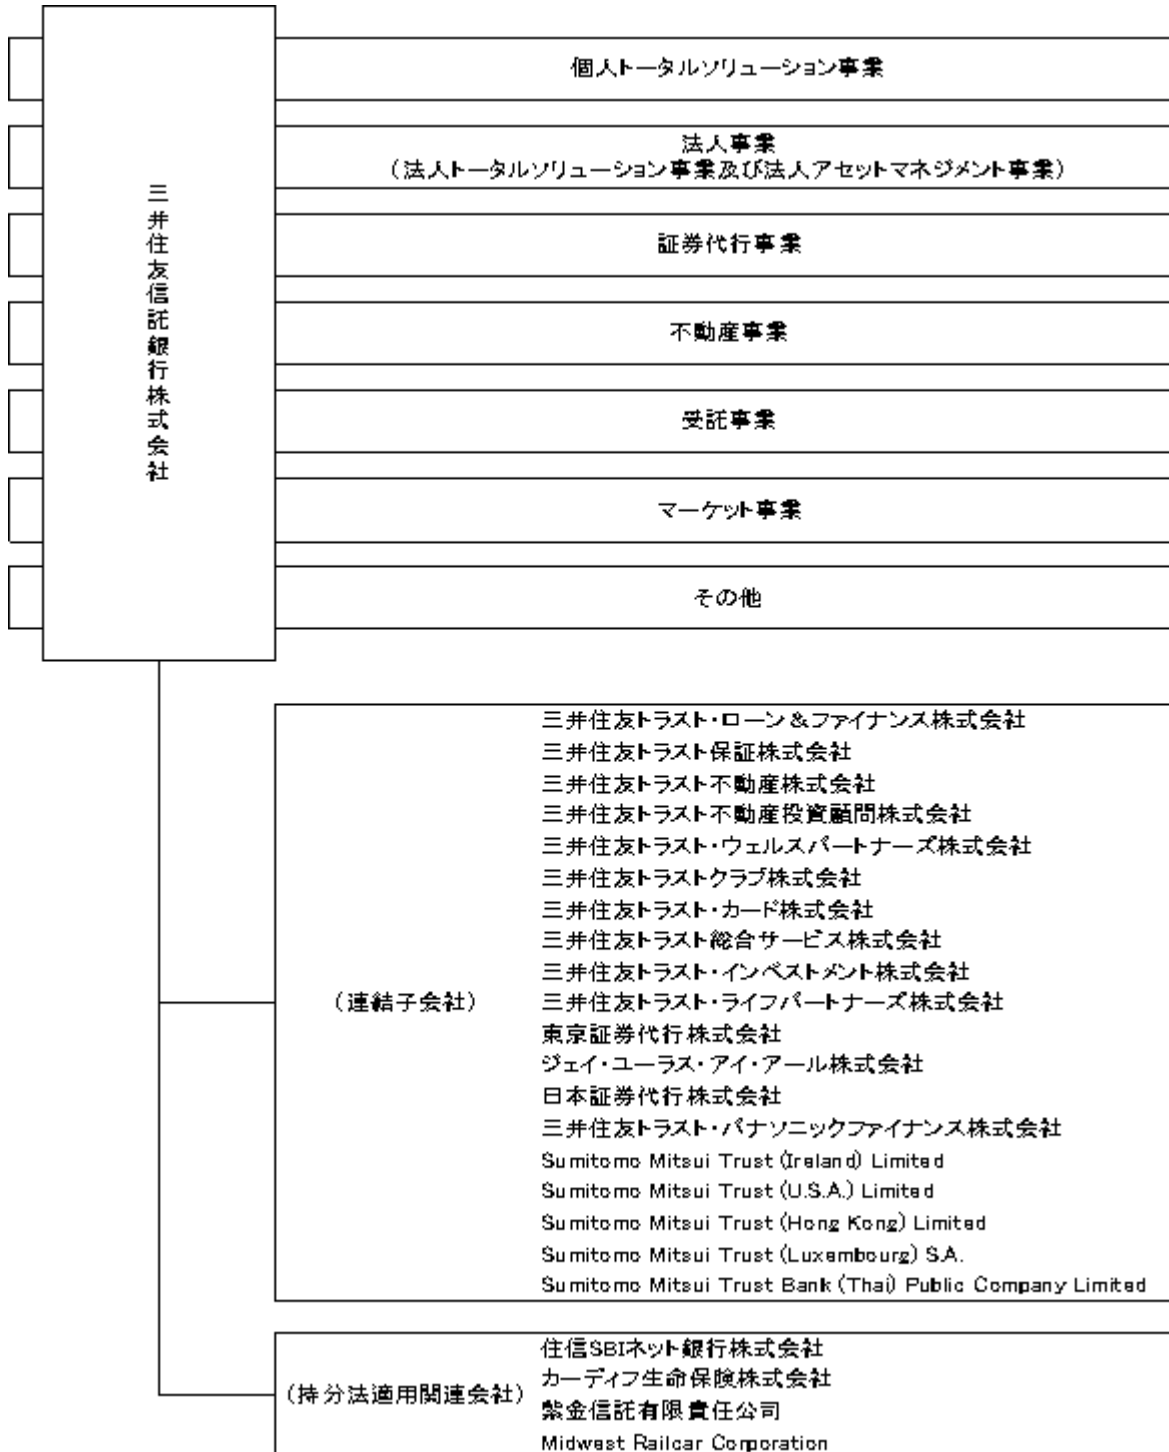 三井住友信託銀行株式会社
個人トータルソリューション事業
法人事業
(法人トータルソリューション事業及び法人アセットマネジメント事業)
証券代行事業
不動産事業
受託事業
マーケット事業
その他
(連結子会社)
三井住友トラスト・ローン&ファイナンス株式会社
三井住友トラスト保証株式会社
三井住友トラスト不動産株式会社
三井住友トラスト不動産投資顧問株式会社
三井住友トラスト・ウェルスパートナーズ株式会社
三井住友トラストクラブ株式会社
三井住友トラスト・カード株式会社
三井住友トラスト総合サービス株式会社
三井住友トラスト・インベストメント株式会社
三井住友トラスト・ライフパートナーズ株式会社
東京証券代行株式会社
ジェイ・ユーラス・アイ・アール株式会社
日本証券代行株式会社
三井住友トラスト・パナソニックファイナンス株式会社
Sumitomo Mitsui Trust (Ireland) Limited
Sumitomo Mitsui Trust (U.S.A.) Limited
Sumitomo Mitsui Trust (Hong Kong) Limited
Sumitomo Mitsui Trust (Luxembourg) S.A.
Sumitomo Mitsui Trust Bank (Thai) Public Company Limited
(持分法適用関連会社)
住信SBIネット銀行株式会社
カーディフ生命保険株式会社
紫金信託有限責任公司
Midwest Railcar Corporation